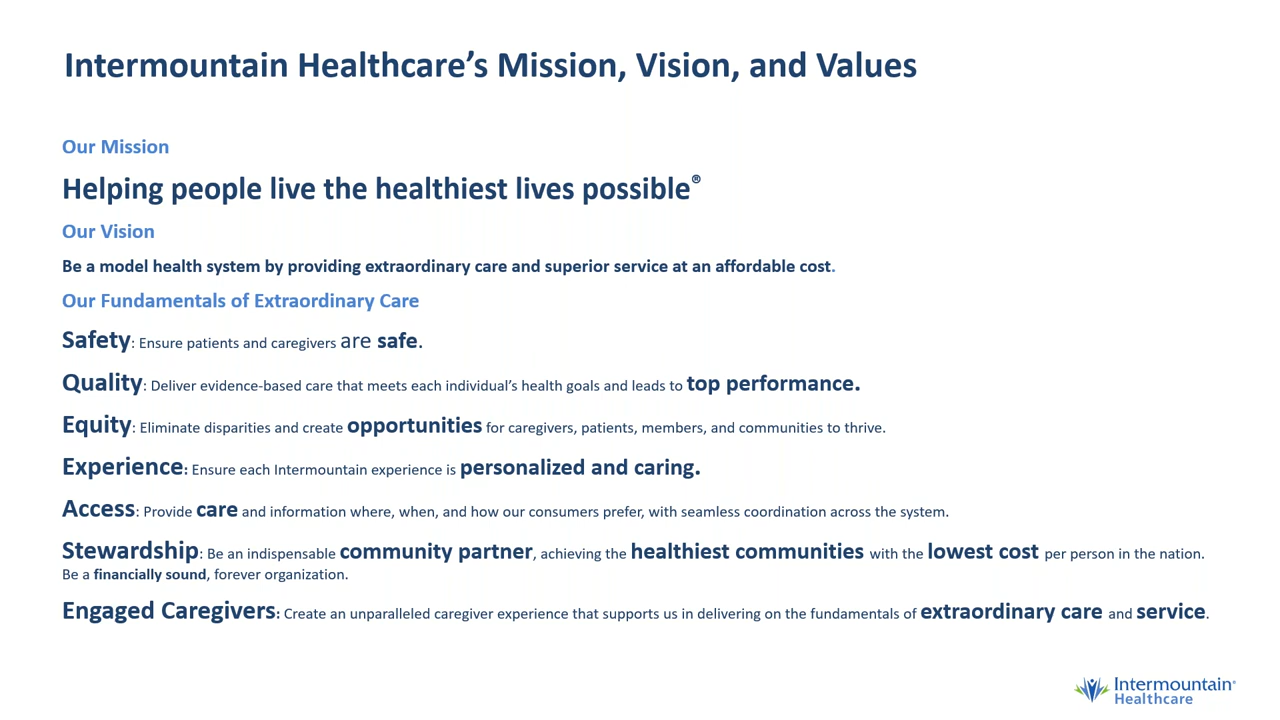 Intermountain Healthcare’s Mission, Vision, and Values
Our Mission
Helping people live the healthiest lives possible®
Our Vision
Be a model health system by providing extraordinary care and superior service at an affordable cost.
Our Fundamentals of Extraordinary Care
Safety: Ensure patients and caregivers are safe.
Quality: Deliver evidence-based care that meets each individual’s health goals and leads to top performance.
Equity: Eliminate disparities and create opportunities for caregivers, patients, members, and communities to thrive.
Experience: Ensure each Intermountain experience is personalized and caring.
Access: Provide care and information where, when, and how our consumers prefer, with seamless coordination across the system.
Stewardship: Be an indispensable community partner, achieving the healthiest communities with the lowest cost per person in the nation.
Be a financially sound, forever organization.
Engaged Caregivers: Create an unparalleled caregiver experience that supports us in delivering on the fundamentals of extraordinary care and service.
Intermountain®
Healthcare